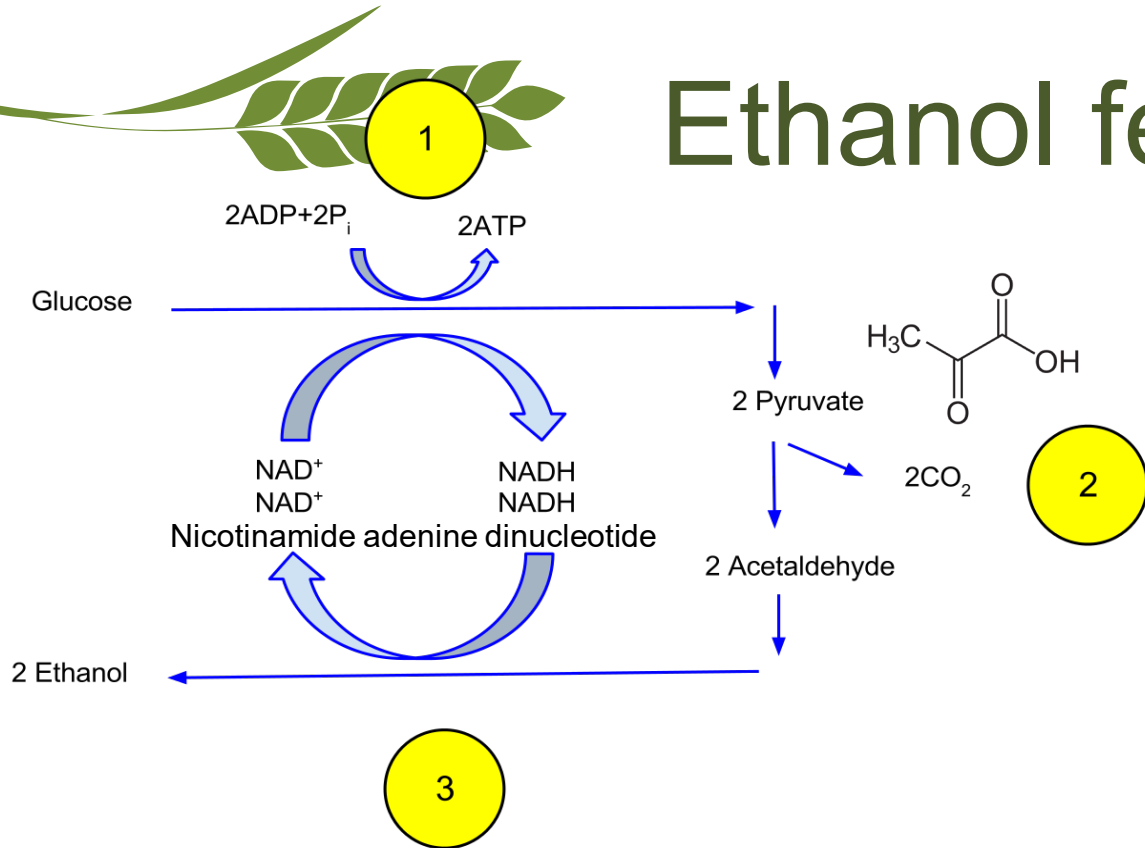 Ethanol fe
1
2ADP+2Pi
2ATP
Glucose
H3C
O
OH
O
2 Pyruvate
NAD+
NADH
NAD+
NADH
2CO2
2
Nicotinamide adenine dinucleotide
2 Acetaldehyde
2 Ethanol
3